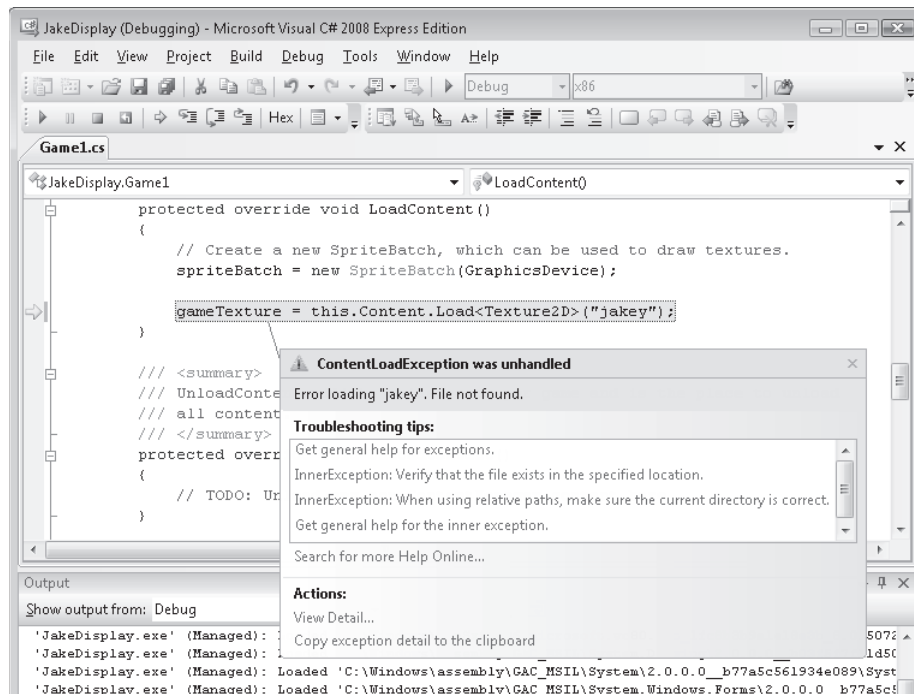 JakeDisplay (Debugging) - Microsoft Visual C# 2008 Express Edition
File Edit View Project Build Debug Tools Window Help
Debug x86
Hex
Game1.cs
JakeDisplay.Game1 LoadContent()
protected override void LoadContent()
{
// Create a new SpriteBatch, which can be used to draw textures.
spriteBatch = new SpriteBatch(GraphicsDevice);
gameTexture = this.Content.Load<Texture2D>("jakey");
}
/// <summary>
/// UnloadConte
/// all content
/// </summary>
protected overr
{
// TODO: Un
}
ContentLoadException was unhandled
Error loading "jakey". File not found.
Troubleshooting tips:
Get general help for exceptions.
InnerException: Verify that the file exists in the specified location.
InnerException: When using relative paths, make sure the current directory is correct.
Get general help for the inner exception.
Search for more Help Online...
Actions:
View Detail...
Copy exception detail to the clipboard
Output
Show output from: Debug
'JakeDisplay.exe' (Managed): 5072
'JakeDisplay.exe' (Managed):
'JakeDisplay.exe' (Managed): Loaded 'C:\Windows\assembly\GAC_MSIL\System\2.0.0.0__b77a5c561934e089\Syst
'JakeDisplay.exe' (Managed): Loaded 'C:\Windows\assembly\GAC_MSIL\System.Windows.Forms\2.0.0.0__b77ac5